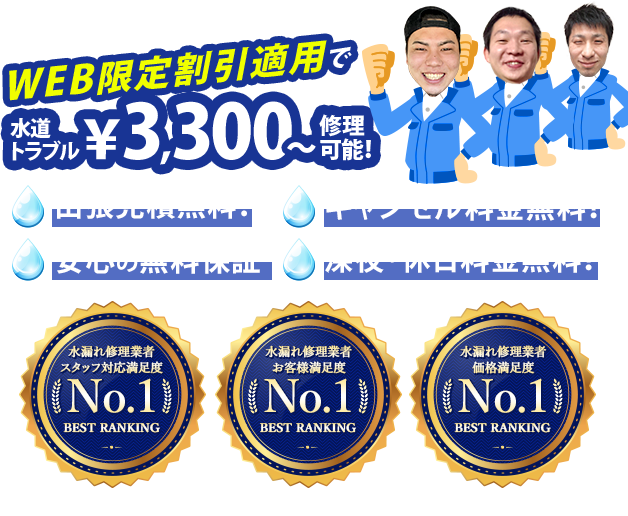 WEB限定割引適用で
水道
トラブル
¥3,300~
修理
可能!
出張見積無料!
キャンセル料金無料!
安心の無料保証
深夜・休日料金無料!
水漏れ修理業者
スタッフ対応満足度
No.1
BEST RANKING
水漏れ修理業者
お客様満足度
No.1
BEST RANKING
水漏れ修理業者
価格満足度
No.1
BEST RANKING